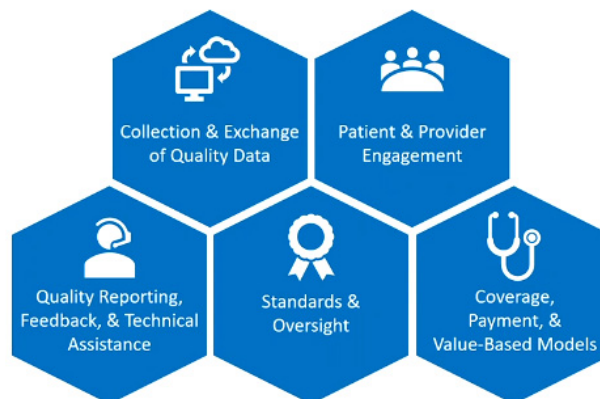 Collection & Exchange
of Quality Data
Patient & Provider
Engagement
Quality Reporting,
Feedback, & Technical
Assistance
Standards &
Oversight
Coverage,
Payment, &
Value-Based Models